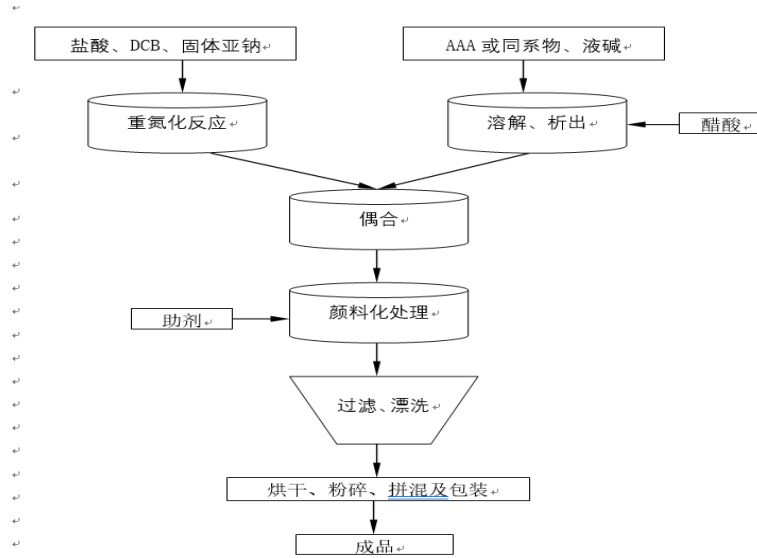 盐酸、DCB、固体亚钠
AAA 或同系物、液碱
重氮化反应
溶解、析出
醋酸
偶合
颜料化处理
助剂
过滤、漂洗
烘干、粉碎、拼混及包装
成品